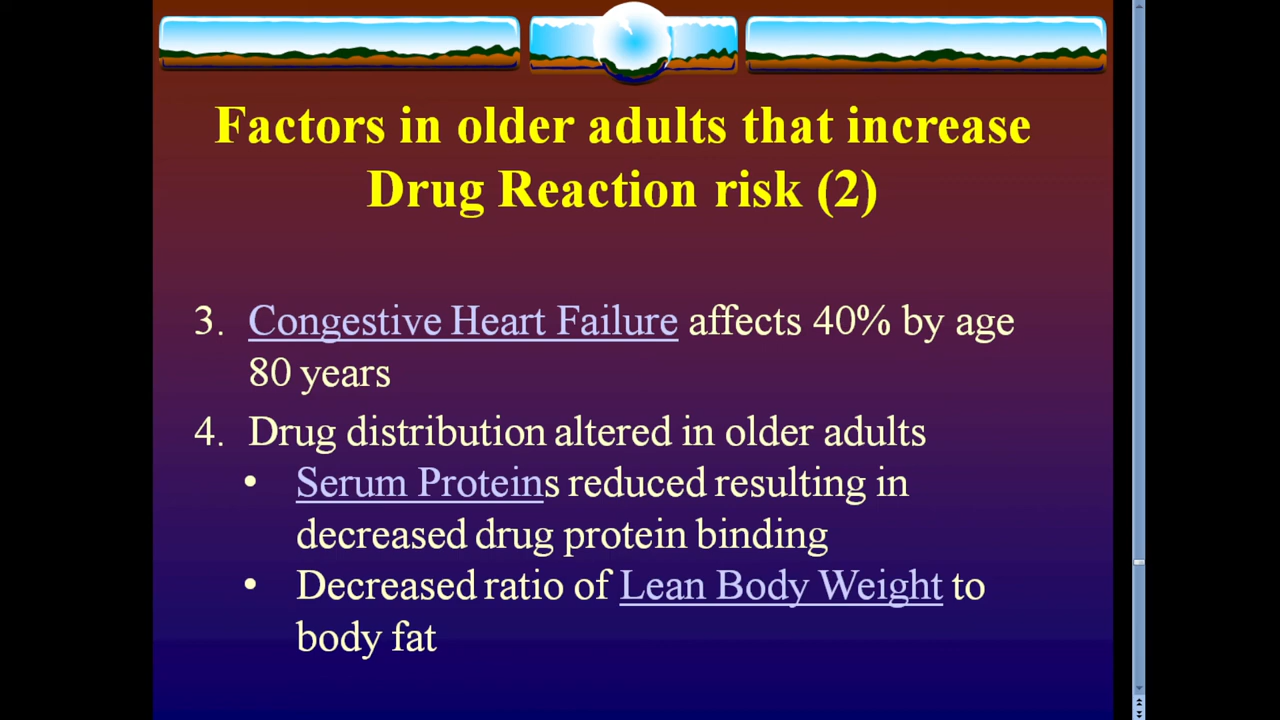 Factors in older adults that increase
Drug Reaction risk (2)
3. Congestive Heart Failure affects 40% by age
80 years
4. Drug distribution altered in older adults
• Serum Proteins reduced resulting in
decreased drug protein binding
• Decreased ratio of Lean Body Weight to
body fat